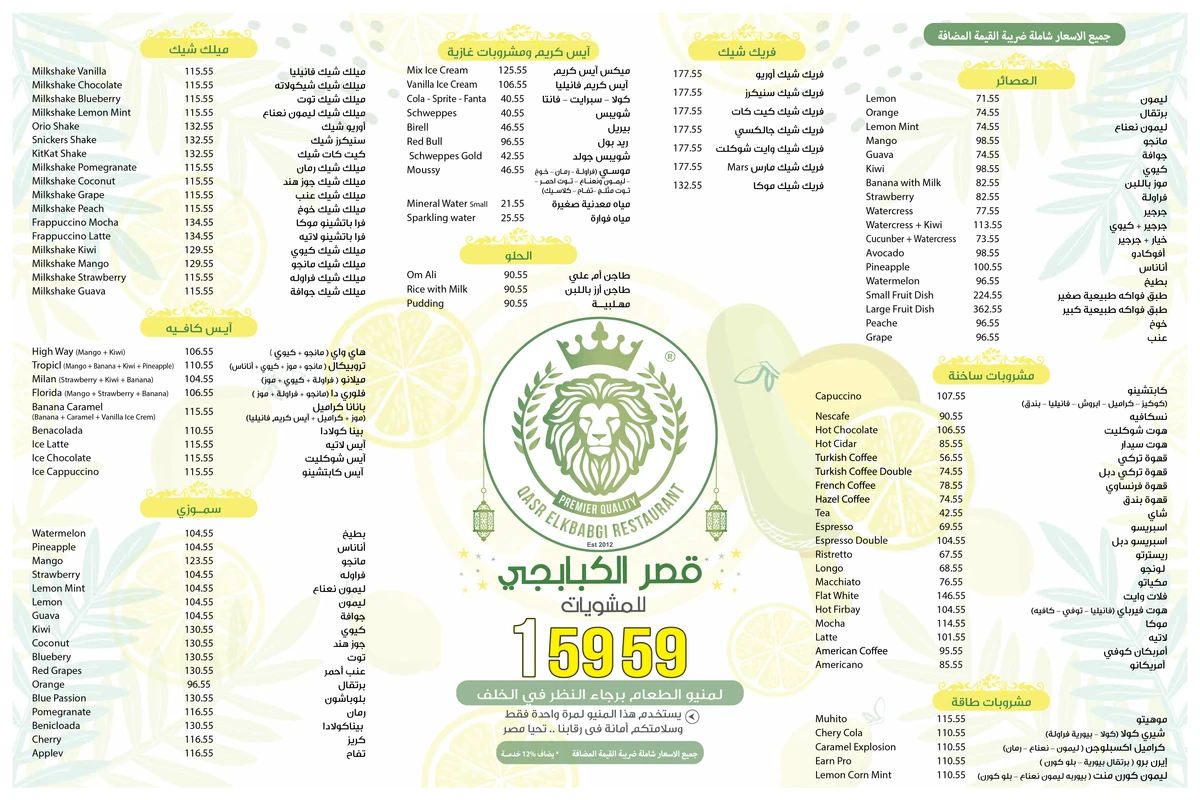 ميلك شيك
Milkshake Vanilla 115.55 ميلك شيك فانيليا
Milkshake Chocolate 115.55 ميلك شيك شيكولاته
Milkshake Blueberry 115.55 ميلك شيك توت
Milkshake Lemon Mint 115.55 ميلك شيك ليمون نعناع
Orio Shake 132.55 أوريو شيك
Snickers Shake 132.55 سنيكرز شيك
KitKat Shake 132.55 كيت كات شيك
Milkshake Pomegranate 115.55 ميلك شيك رمان
Milkshake Coconut 115.55 ميلك شيك جوز هند
Milkshake Grape 115.55 ميلك شيك عنب
Milkshake Peach 115.55 ميلك شيك خوخ
Frappuccino Mocha 134.55 فرا باتشينو موكا
Frappuccino Latte 134.55 فرا باتشينو لاتيه
Milkshake Kiwi 129.55 ميلك شيك كيوي
Milkshake Mango 129.55 ميلك شيك مانجو
Milkshake Strawberry 115.55 ميلك شيك فراوله
Milkshake Guava 115.55 ميلك شيك جوافة
آيس كافيه
High Way (Mango + Kiwi) 106.55 هاي واي ( مانجو + كيوي )
Tropicl (Mango + Banana + Kiwi + Pineapple) 110.55 تروبيكال ( مانجو + موز + كيوي + أناناس)
Milan (Strawberry + Kiwi + Banana) 104.55 ميلانو ( فراولة + كيوي + موز)
Florida (Mango + Strawberry + Banana) 106.55 فلوري دا ( مانجو + فراولة + موز )
Banana Caramel 115.55 بانانا كراميل
(Banana + Caramel + Vanilla Ice Crem) (موز + كراميل + آيس كريم فانيليا)
Benacolada 110.55 بينا كولادا
Ice Latte 115.55 آيس لاتيه
Ice Chocolate 115.55 آيس شوكليت
Ice Cappuccino 115.55 آيس كابتشينو
سمـوزي
Watermelon 104.55 بطيخ
Pineapple 104.55 أناناس
Mango 123.55 مانجو
Strawberry 104.55 فراوله
Lemon Mint 104.55 ليمون نعناع
Lemon 104.55 ليمون
Guava 104.55 جوافة
Kiwi 130.55 كيوي
Coconut 130.55 جوز هند
Blueberry 130.55 توت
Red Grapes 130.55 عنب أحمر
Orange 96.55 برتقال
Blue Passion 130.55 بلوباشون
Pomegranate 116.55 رمان
Benicloada 130.55 بيناكولادا
Cherry 116.55 كريز
Applev 116.55 تفاح
آيس كريم ومشروبات غازية
Mix Ice Cream 125.55 ميكس آيس كريم
Vanilla Ice Cream 106.55 آيس كريم فانيليا
Cola - Sprite - Fanta 40.55 كولا – سبرايت – فانتا
Schweppes 40.55 شويبس
Birell 46.55 بيريل
Red Bull 96.55 ريد بول
Schweppes Gold 42.55 شويبس جولد
Moussy 46.55 موسي (فراولة – رمان – خوخ
– ليمون ونعناع – توت احمر –
توت مثلج – تفاح – كلاسيك)
Mineral Water Small 21.55 مياه معدنية صغيرة
Sparkling water 25.55 مياه فوارة
الحلو
Om Ali 90.55 طاجن أم علي
Rice with Milk 90.55 طاجن أرز باللبن
Pudding 90.55 مهـلبيـــة
®
PREMIER QUALITY
QASR ELKBABGI RESTAURANT
Est 2012
قصر الكبابجي
للمشويات
15959
لمنيو الطعام برجاء النظر في الخلف
يستخدم هذا المنيو لمرة واحدة فقط
وسلامتكم أمانة فى رقابنا .. تحيا مصر
جميع الاسعار شاملة ضريبة القيمة المضافة * يضاف 12% خدمة *
فريك شيك
177.55 فريك شيك أوريو
177.55 فريك شيك سنيكرز
177.55 فريك شيك كيت كات
177.55 فريك شيك جالكسي
177.55 فريك شيك وايت شوكلت
177.55 فريك شيك مارس Mars
132.55 فريك شيك موكا
جميع الاسعار شاملة ضريبة القيمة المضافة
العصائر
Lemon 71.55 ليمون
Orange 74.55 برتقال
Lemon Mint 74.55 ليمون نعناع
Mango 98.55 مانجو
Guava 74.55 جوافة
Kiwi 98.55 كيوي
Banana with Milk 82.55 موز باللبن
Strawberry 82.55 فراولة
Watercress 77.55 جرجير
Watercress + Kiwi 113.55 جرجير + كيوي
Cucunber + Watercress 73.55 خيار + جرجير
Avocado 98.55 أفوكادو
Pineapple 100.55 أناناس
Watermelon 96.55 بطيخ
Small Fruit Dish 224.55 طبق فواكه طبيعية صغير
Large Fruit Dish 362.55 طبق فواكه طبيعية كبير
Peache 96.55 خوخ
Grape 96.55 عنب
مشروبات ساخنة
Capuccino 107.55 كابتشينو
(كوكيز – كراميل – ايروش – فانيليا – بندق)
Nescafe 90.55 نسكافيه
Hot Chocolate 106.55 هوت شوكليت
Hot Cidar 85.55 هوت سيدار
Turkish Coffee 56.55 قهوة تركي
Turkish Coffee Double 74.55 قهوة تركي دبل
French Coffee 78.55 قهوة فرنساوي
Hazel Coffee 74.55 قهوة بندق
Tea 42.55 شاي
Espresso 69.55 اسبريسو
Espresso Double 104.55 اسبريسو دبل
Ristretto 67.55 ريسترتو
Longo 68.55 لونجو
Macchiato 76.55 مكياتو
Flat White 146.55 فلات وايت
Hot Firbay 104.55 هوت فيرباي (فانيليا – توفي – كافيه)
Mocha 114.55 موكا
Latte 101.55 لاتيه
American Coffee 95.55 أمريكان كوفي
Americano 85.55 أمريكانو
مشروبات طاقة
Muhito 115.55 موهيتو
Chery Cola 110.55 شيري كولا (كولا – بيورية فراولة)
Caramel Explosion 110.55 كراميل اكسبلوجن ( ليمون – نعناع – رمان)
Earn Pro 110.55 إيرن برو ( برتقال بيورية – بلو كورن )
Lemon Corn Mint 110.55 ليمون كورن منت ( بيوريه ليمون نعناع – بلو كورن)